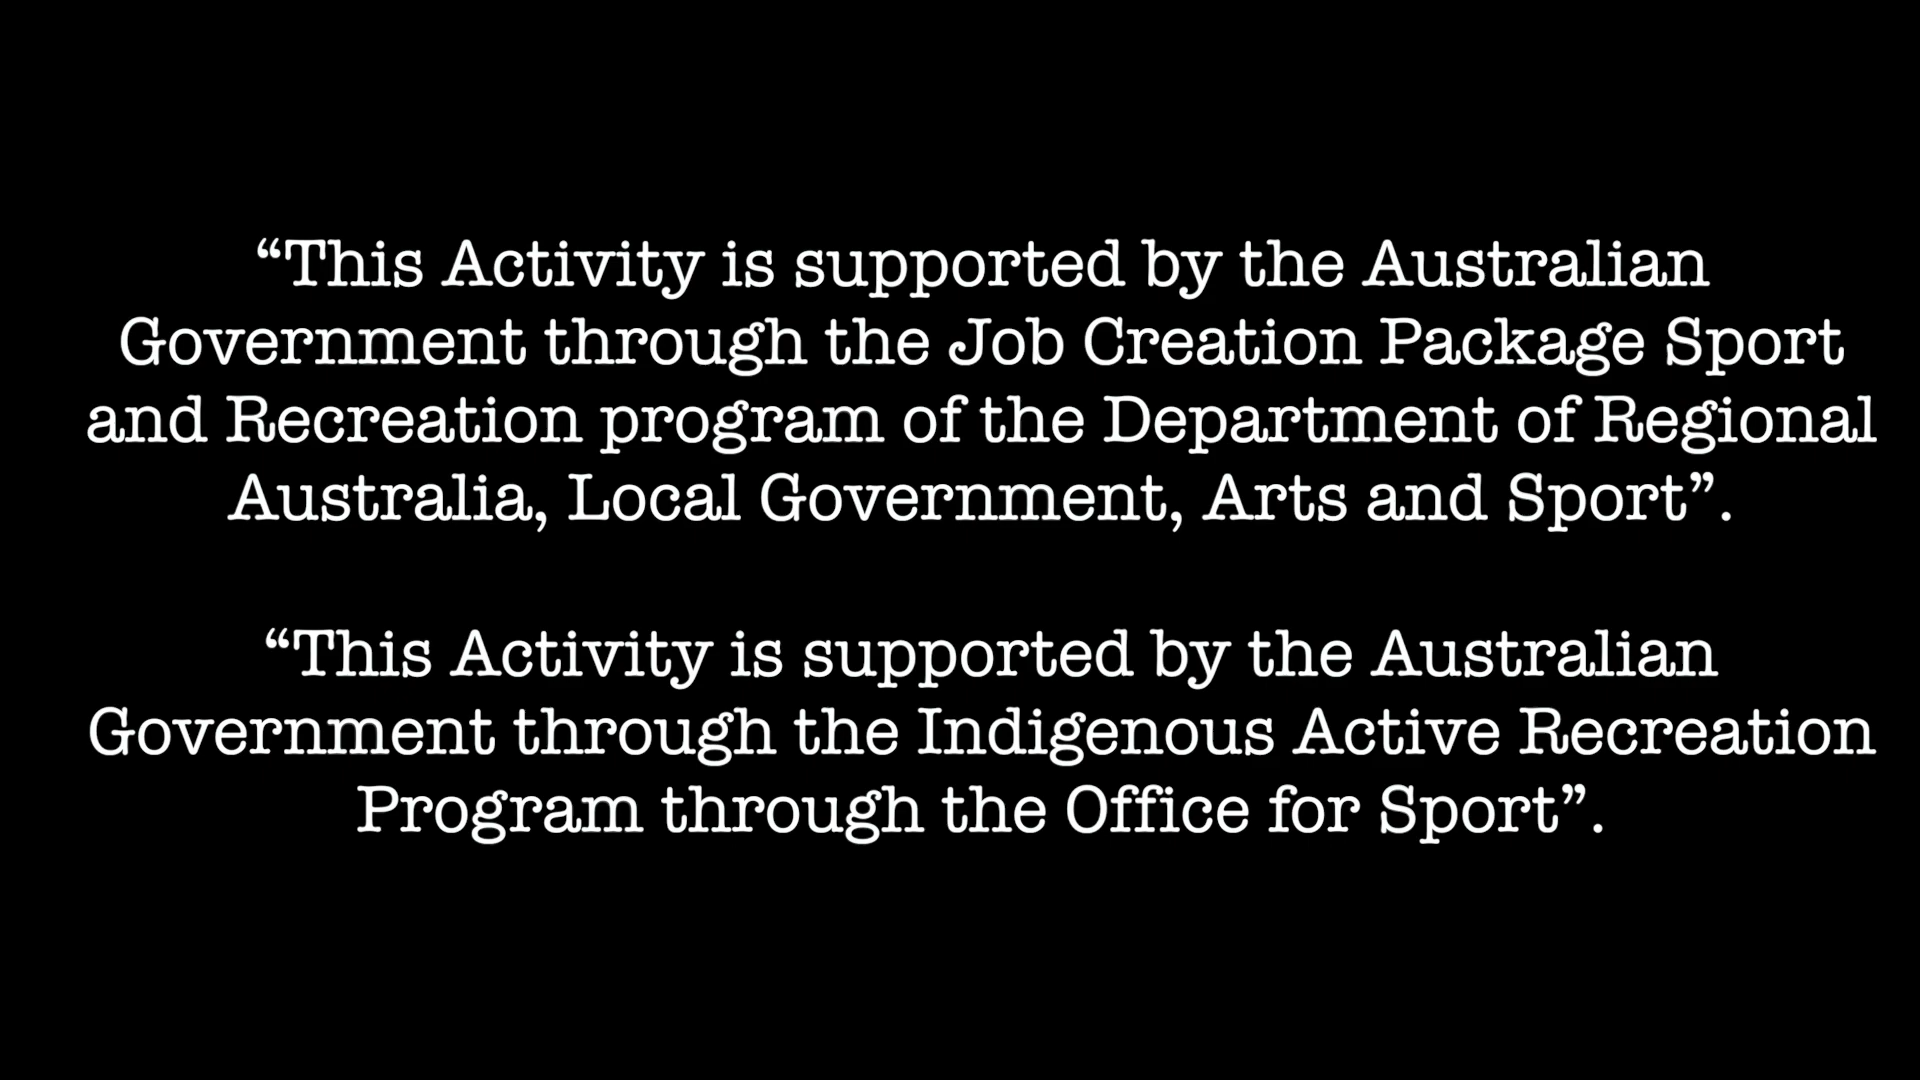 “This Activity is supported by the Australian
Government through the Job Creation Package Sport
and Recreation program of the Department of Regional
Australia, Local Government, Arts and Sport”.
“This Activity is supported by the Australian
Government through the Indigenous Active Recreation
Program through the Office for Sport”.